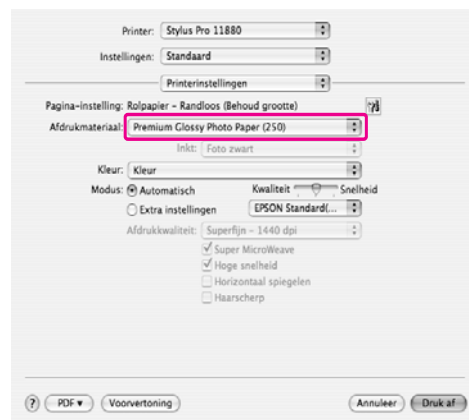 Printer: Stylus Pro 11880
Instellingen: Standaard
Printerinstellingen
Pagina-instelling: Rolpapier - Randloos (Behoud grootte)
Afdrukmateriaal: Premium Glossy Photo Paper (250)
Inkt: Foto zwart
Kleur: Kleur
Modus: Automatisch Kwaliteit Snelheid
Extra instellingen EPSON Standard(...
Afdrukkwaliteit: Superfijn - 1440 dpi
Super MicroWeave
Hoge snelheid
Horizontaal spiegelen
Haarscherp
? PDF Voorvertoning Annuleer Druk af